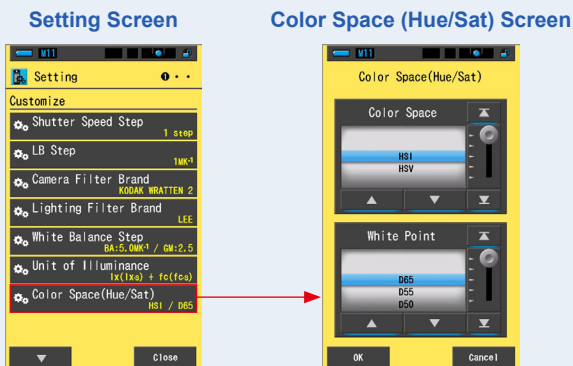 Setting Screen
M11
Setting
Customize
Shutter Speed Step
1 step
LB Step
1MK-1
Camera Filter Brand
KODAK WRATTEN 2
Lighting Filter Brand
LEE
White Balance Step
BA:5.0MK-1 / GM:2.5
Unit of Illuminance
lx(lxs) + fc(fcs)
Color Space(Hue/Sat)
HSI / D65
Close
Color Space (Hue/Sat) Screen
M11
Color Space(Hue/Sat)
Color Space
HSI
HSV
White Point
D65
D55
D50
OK
Cancel